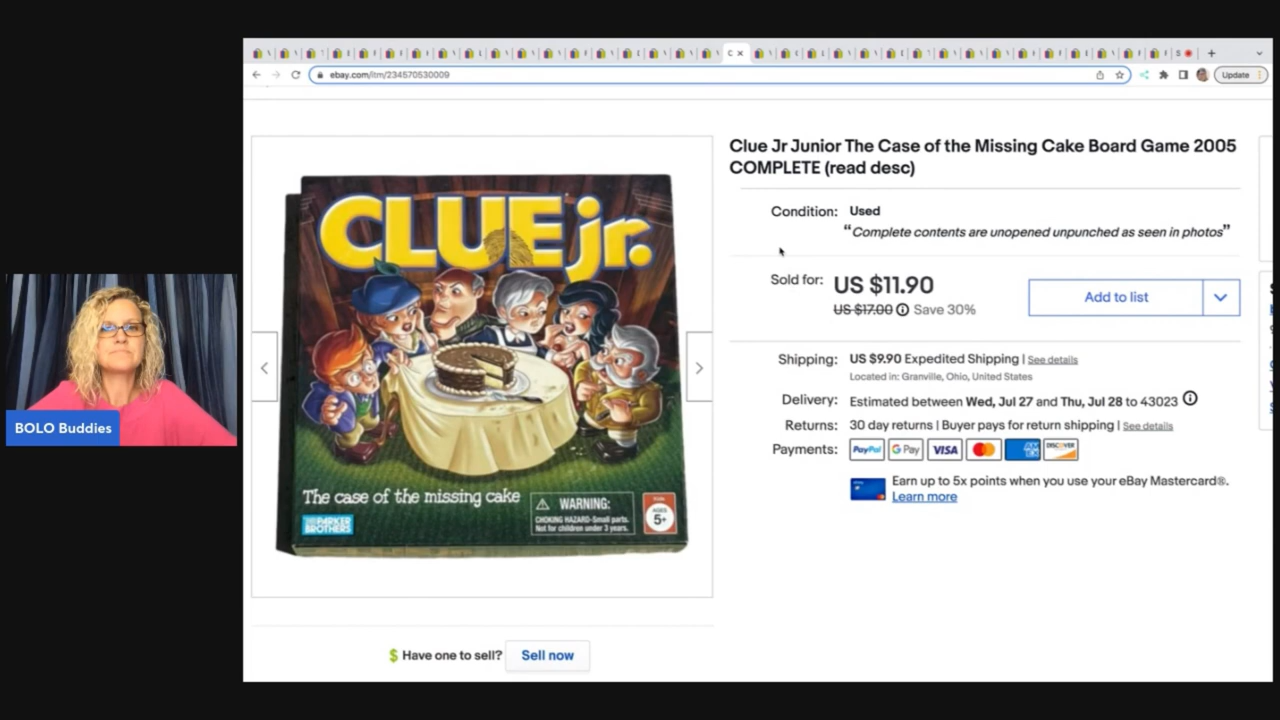 ebay.com/itm/234570530009
Update
Clue Jr Junior The Case of the Missing Cake Board Game 2005
COMPLETE (read desc)
Condition: Used
“Complete contents are unopened unpunched as seen in photos”
Sold for: US $11.90
US $17.00 Save 30%
Add to list
Shipping: US $9.90 Expedited Shipping | See details
Located in: Granville, Ohio, United States
Delivery: Estimated between Wed, Jul 27 and Thu, Jul 28 to 43023
Returns: 30 day returns | Buyer pays for return shipping | See details
Payments: PayPal G Pay VISA DISCOVER
Earn up to 5x points when you use your eBay Mastercard®.
Learn more
CLUE jr.
The case of the missing cake
PARKER
BROTHERS
WARNING:
CHOKING HAZARD-Small parts.
Not for children under 3 years.
AGES
5+
$ Have one to sell? Sell now
BOLO Buddies